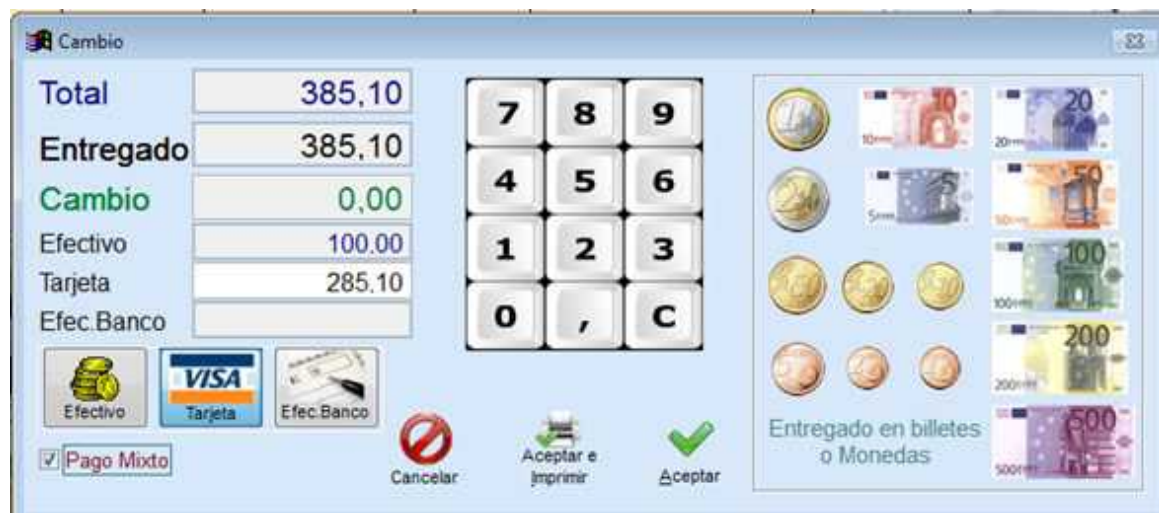 Cambio
Total 385,10
Entregado 385,10
Cambio 0,00
Efectivo 100.00
Tarjeta 285,10
Efec.Banco
Efectivo
VISA
Tarjeta
Efec.Banco
Pago Mixto
7 8 9
4 5 6
1 2 3
0 , C
Cancelar
Aceptar e
Imprimir
Aceptar
10
20
5
50
100
200
500
Entregado en billetes
o Monedas